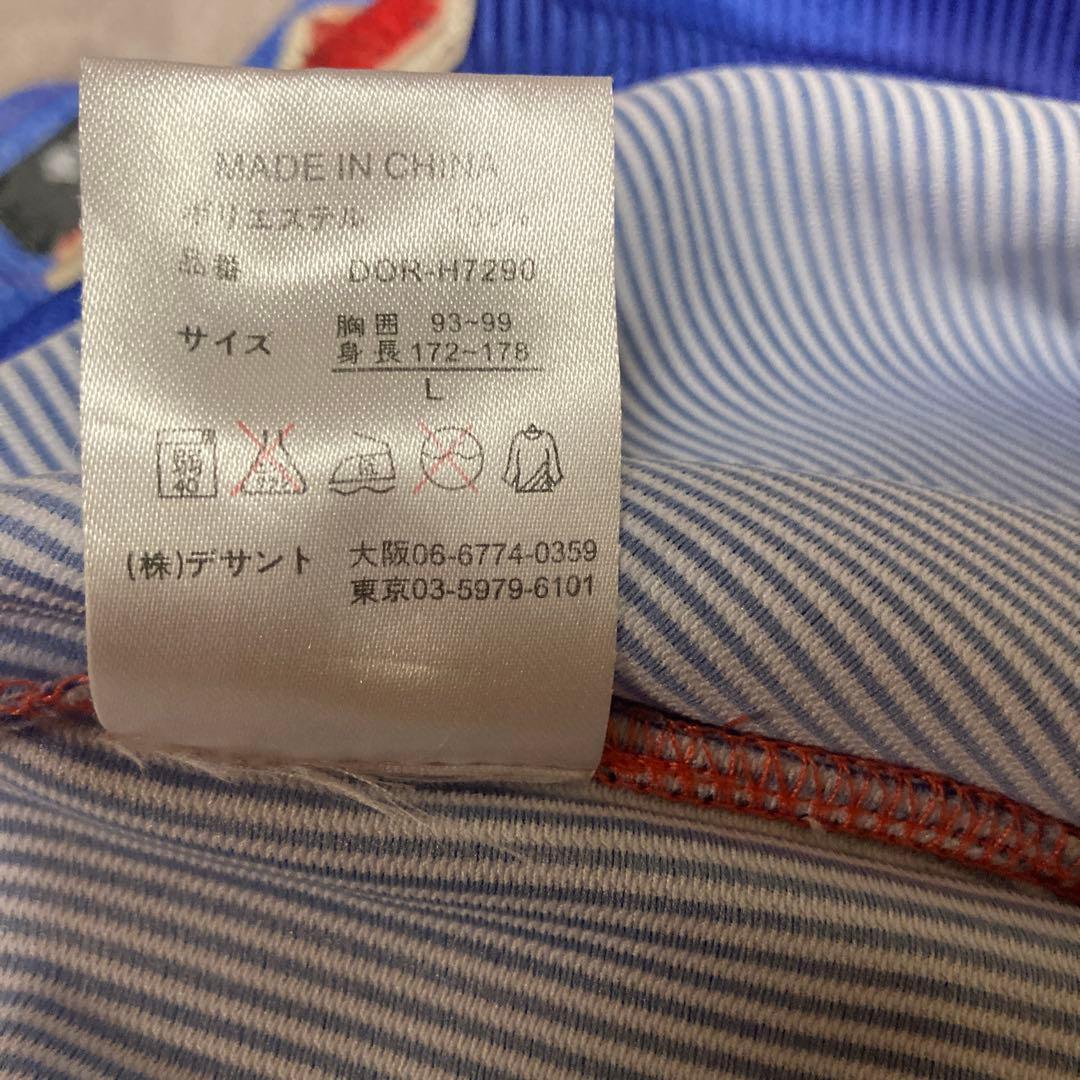 MADE IN CHINA
ポリエステル 100%
品番 DOR-H7290
サイズ 胸囲 93~99
身長 172~178
L
40
(株)デサント 大阪06-6774-0359
東京03-5979-6101